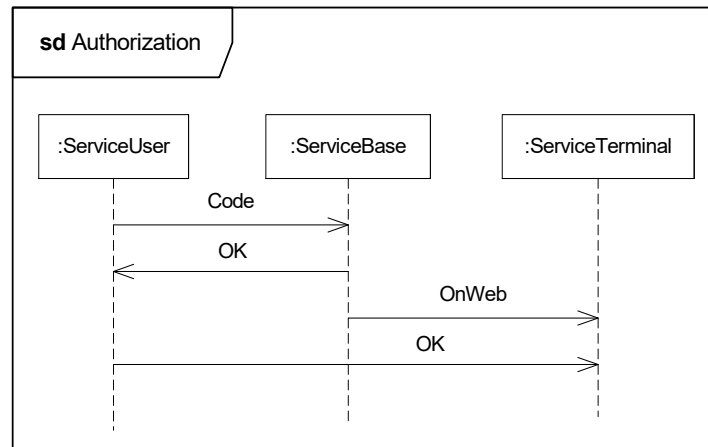 sd Authorization
:ServiceUser
:ServiceBase
:ServiceTerminal
Code
OK
OnWeb
OK